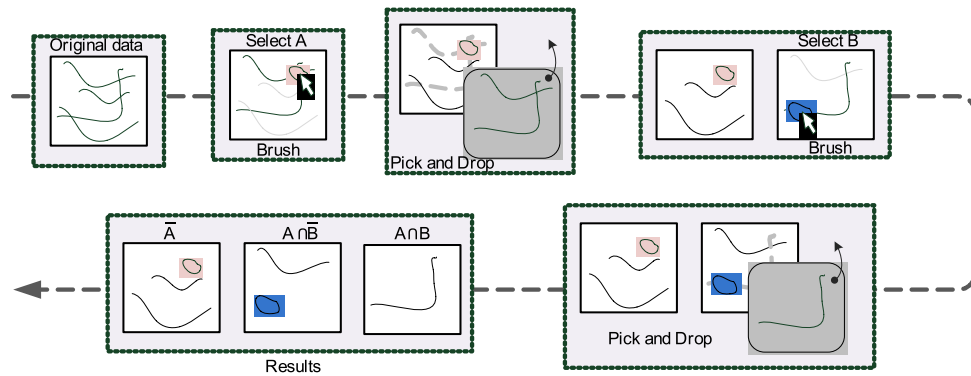 Original data
Select A
Brush
Pick and Drop
Select B
Brush
Pick and Drop
A̅
A∩B̅
A∩B
Results